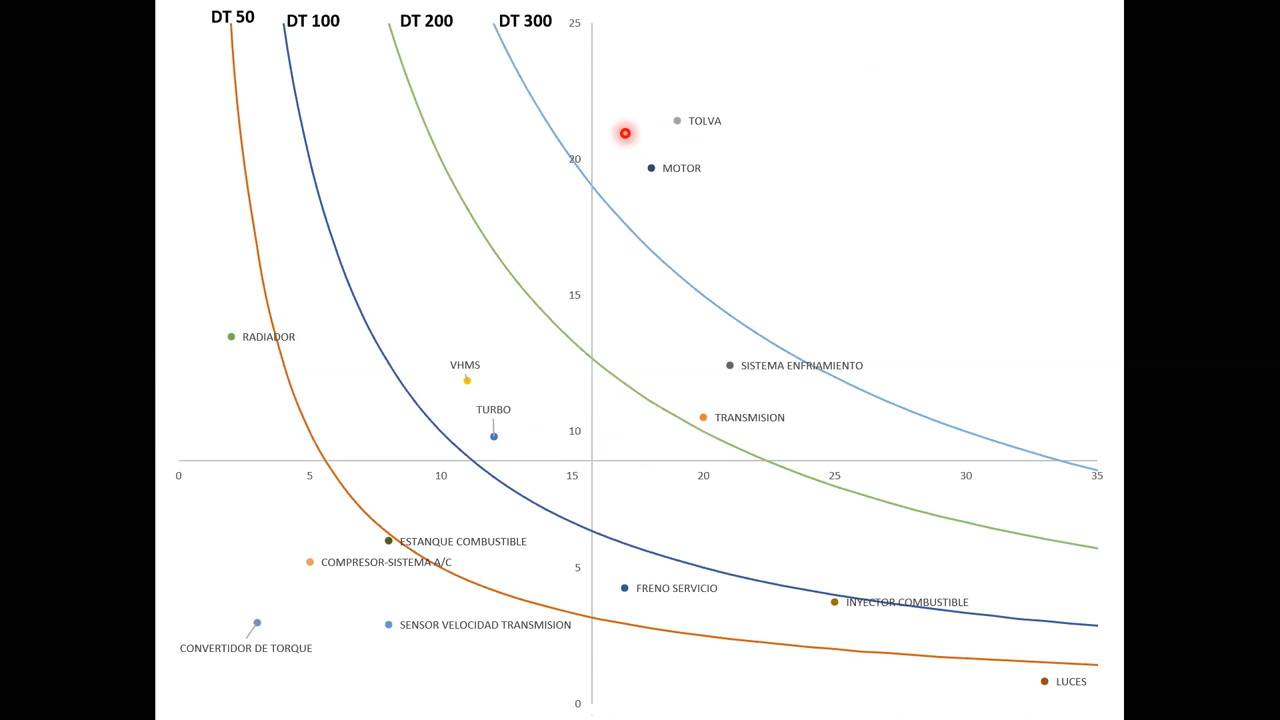 DT 50
DT 100
DT 200
DT 300
25
TOLVA
20
MOTOR
15
RADIADOR
VHMS
SISTEMA ENFRIAMIENTO
TURBO
TRANSMISION
10
0 5 10 15 20 25 30 35
ESTANQUE COMBUSTIBLE
COMPRESOR-SISTEMA A/C
5
FRENO SERVICIO
INYECTOR COMBUSTIBLE
SENSOR VELOCIDAD TRANSMISION
CONVERTIDOR DE TORQUE
LUCES
0